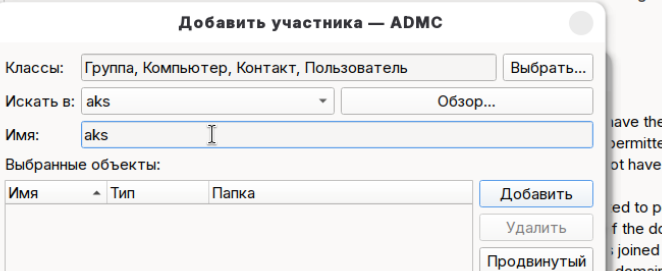 Добавить участника — ADMC
Классы: Группа, Компьютер, Контакт, Пользователь Выбрать...
Искать в: aks Обзор...
Имя: aks
Выбранные объекты:
Имя Тип Папка
Добавить
Удалить
Продвинутый
have the
permitte
ot have
ed to p
f the do
joined
domain